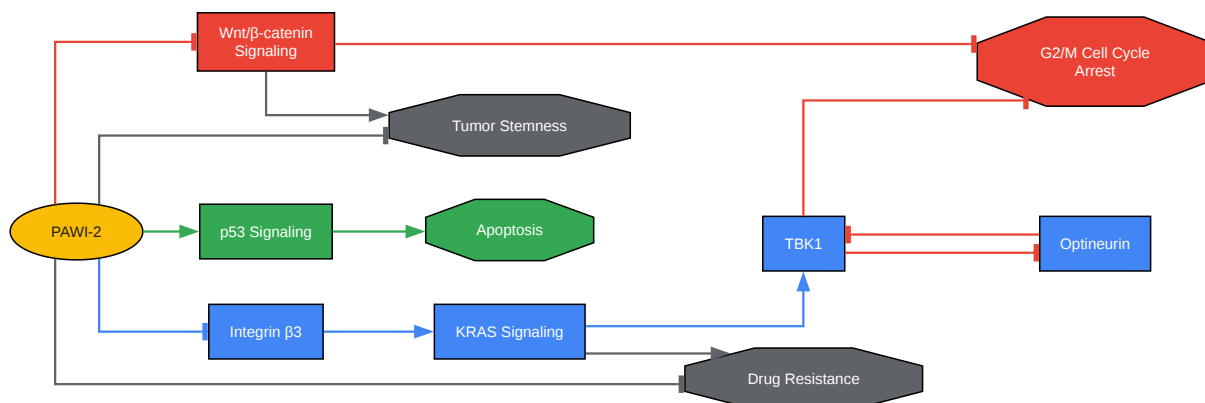 Wnt/β-catenin
Signaling
G2/M Cell Cycle
Arrest
Tumor Stemness
PAWI-2
p53 Signaling
Apoptosis
TBK1
Optineurin
Integrin β3
KRAS Signaling
Drug Resistance